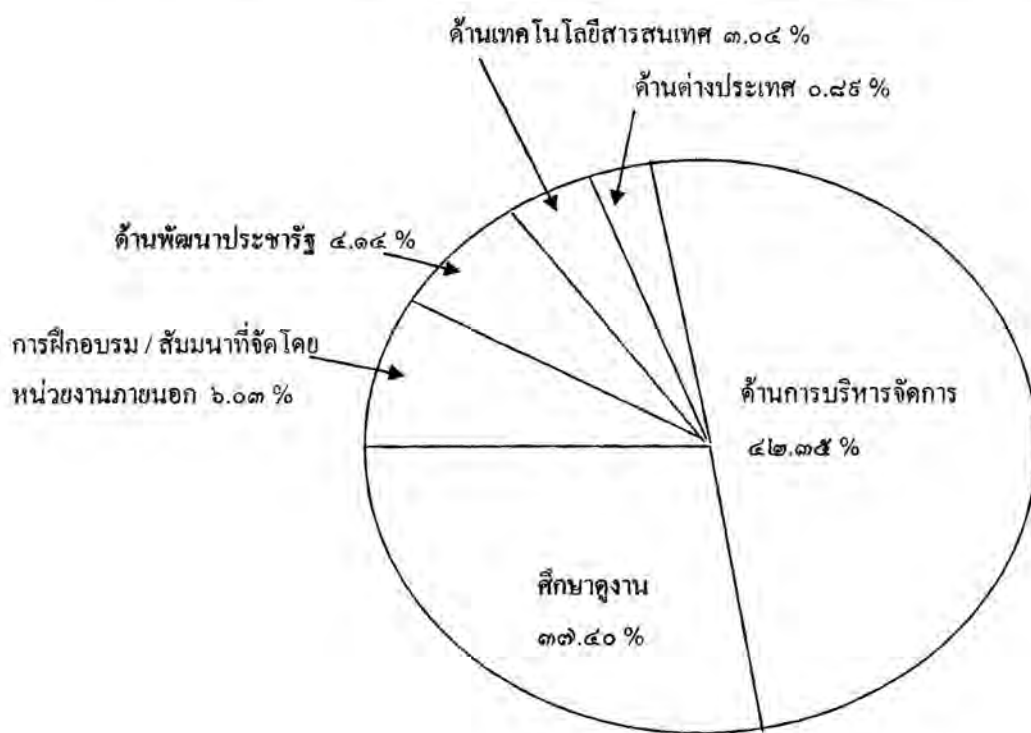 ด้านเทคโนโลยีสารสนเทศ ๓.๐๔ %
ด้านต่างประเทศ ๐.๘๙ %
ด้านพัฒนาประชารัฐ ๔.๑๔ %
การฝึกอบรม / สัมมนาที่จัดโดย
หน่วยงานภายนอก ๖.๐๓ %
ด้านการบริหารจัดการ
๔๒.๓๕ %
ศึกษาดูงาน
๓๗.๔๐ %